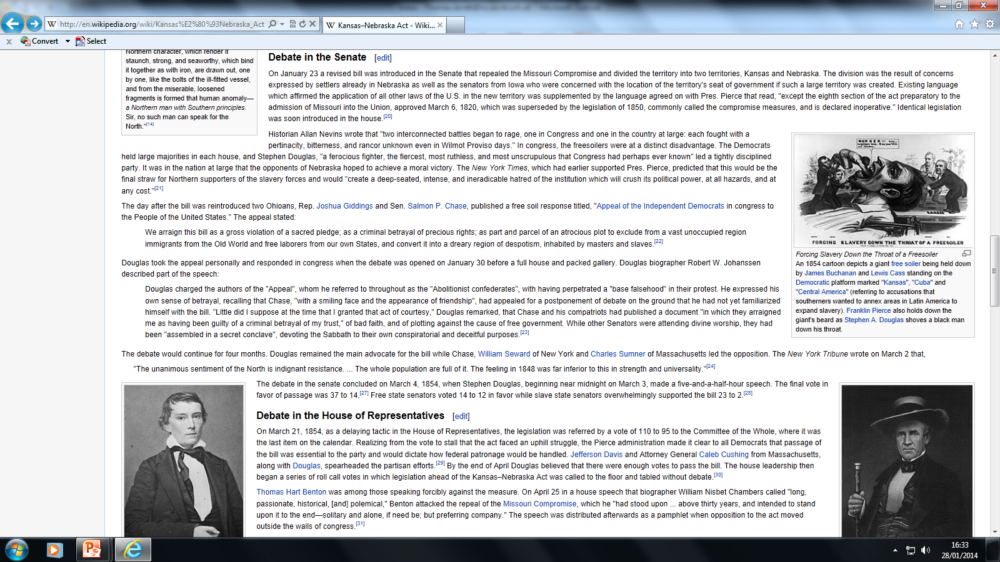 http://en.wikipedia.org/wiki/Kansas%E2%80%93Nebraska_Act
Kansas–Nebraska Act - Wiki...
x Convert Select
Northern character, which render it
staunch, strong, and seaworthy, which bind
it together as with iron, are drawn out, one
by one, like the bolts of the ill-fitted vessel,
and from the miserable, loosened
fragments is formed that human anomaly—
a Northern man with Southern principles.
Sir, no such man can speak for the
North."[14]
Debate in the Senate [edit]
On January 23 a revised bill was introduced in the Senate that repealed the Missouri Compromise and divided the territory into two territories, Kansas and Nebraska. The division was the result of concerns
expressed by settlers already in Nebraska as well as the senators from Iowa who were concerned with the location of the territory's seat of government if such a large territory was created. Existing language
which affirmed the application of all other laws of the U.S. in the new territory was supplemented by the language agreed on with Pres. Pierce that read, "except the eighth section of the act preparatory to the
admission of Missouri into the Union, approved March 6, 1820, which was superseded by the legislation of 1850, commonly called the compromise measures, and is declared inoperative." Identical legislation
was soon introduced in the house.[20]
Historian Allan Nevins wrote that "two interconnected battles began to rage, one in Congress and one in the country at large: each fought with a
pertinacity, bitterness, and rancor unknown even in Wilmot Proviso days." In congress, the freesoilers were at a distinct disadvantage. The Democrats
held large majorities in each house, and Stephen Douglas, "a ferocious fighter, the fiercest, most ruthless, and most unscrupulous that Congress had perhaps ever known" led a tightly disciplined
party. It was in the nation at large that the opponents of Nebraska hoped to achieve a moral victory. The New York Times, which had earlier supported Pres. Pierce, predicted that this would be the
final straw for Northern supporters of the slavery forces and would "create a deep-seated, intense, and ineradicable hatred of the institution which will crush its political power, at all hazards, and at
any cost."[21]
The day after the bill was reintroduced two Ohioans, Rep. Joshua Giddings and Sen. Salmon P. Chase, published a free soil response titled, "Appeal of the Independent Democrats in congress to
the People of the United States." The appeal stated:
We arraign this bill as a gross violation of a sacred pledge; as a criminal betrayal of precious rights; as part and parcel of an atrocious plot to exclude from a vast unoccupied region
immigrants from the Old World and free laborers from our own States, and convert it into a dreary region of despotism, inhabited by masters and slaves.[22]
Douglas took the appeal personally and responded in congress when the debate was opened on January 30 before a full house and packed gallery. Douglas biographer Robert W. Johanssen
described part of the speech:
Douglas charged the authors of the "Appeal", whom he referred to throughout as the "Abolitionist confederates", with having perpetrated a "base falsehood" in their protest. He expressed his
own sense of betrayal, recalling that Chase, "with a smiling face and the appearance of friendship", had appealed for a postponement of debate on the ground that he had not yet familiarized
himself with the bill. "Little did I suppose at the time that I granted that act of courtesy," Douglas remarked, that Chase and his compatriots had published a document "in which they arraigned
me as having been guilty of a criminal betrayal of my trust," of bad faith, and of plotting against the cause of free government. While other Senators were attending divine worship, they had
been "assembled in a secret conclave", devoting the Sabbath to their own conspiratorial and deceitful purposes.[23]
MURDER!!!
KANSAS
FORCING SLAVERY DOWN THE THROAT OF A FREESOILER
Forcing Slavery Down the Throat of a Freesoiler
An 1854 cartoon depicts a giant free soiler being held down
by James Buchanan and Lewis Cass standing on the
Democratic platform marked "Kansas", "Cuba" and
"Central America" (referring to accusations that
southerners wanted to annex areas in Latin America to
expand slavery). Franklin Pierce also holds down the
giant's beard as Stephen A. Douglas shoves a black man
down his throat.
The debate would continue for four months. Douglas remained the main advocate for the bill while Chase, William Seward of New York and Charles Sumner of Massachusetts led the opposition. The New York Tribune wrote on March 2 that,
"The unanimous sentiment of the North is indignant resistance. ... The whole population are full of it. The feeling in 1848 was far inferior to this in strength and universality."[24]
The debate in the senate concluded on March 4, 1854, when Stephen Douglas, beginning near midnight on March 3, made a five-and-a-half-hour speech. The final vote in
favor of passage was 37 to 14.[27] Free state senators voted 14 to 12 in favor while slave state senators overwhelmingly supported the bill 23 to 2.[28]
Debate in the House of Representatives [edit]
On March 21, 1854, as a delaying tactic in the House of Representatives, the legislation was referred by a vote of 110 to 95 to the Committee of the Whole, where it was
the last item on the calendar. Realizing from the vote to stall that the act faced an uphill struggle, the Pierce administration made it clear to all Democrats that passage of
the bill was essential to the party and would dictate how federal patronage would be handled. Jefferson Davis and Attorney General Caleb Cushing from Massachusetts,
along with Douglas, spearheaded the partisan efforts.[29] By the end of April Douglas believed that there were enough votes to pass the bill. The house leadership then
began a series of roll call votes in which legislation ahead of the Kansas–Nebraska Act was called to the floor and tabled without debate.[30]
Thomas Hart Benton was among those speaking forcibly against the measure. On April 25 in a house speech that biographer William Nisbet Chambers called "long,
passionate, historical, [and] polemical," Benton attacked the repeal of the Missouri Compromise, which he "had stood upon ... above thirty years, and intended to stand
upon it to the end—solitary and alone, if need be; but preferring company." The speech was distributed afterwards as a pamphlet when opposition to the act moved
outside the walls of congress.[31]
16:33
28/01/2014